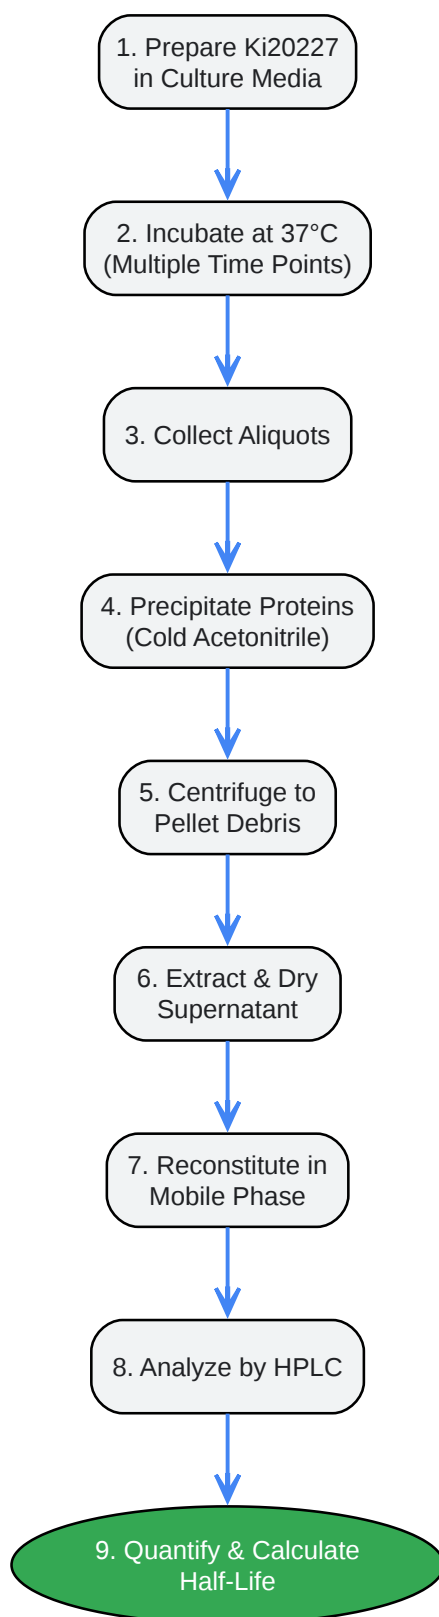 1. Prepare Ki20227
in Culture Media
2. Incubate at 37°C
(Multiple Time Points)
3. Collect Aliquots
4. Precipitate Proteins
(Cold Acetonitrile)
5. Centrifuge to
Pellet Debris
6. Extract & Dry
Supernatant
7. Reconstitute in
Mobile Phase
8. Analyze by HPLC
9. Quantify & Calculate
Half-Life